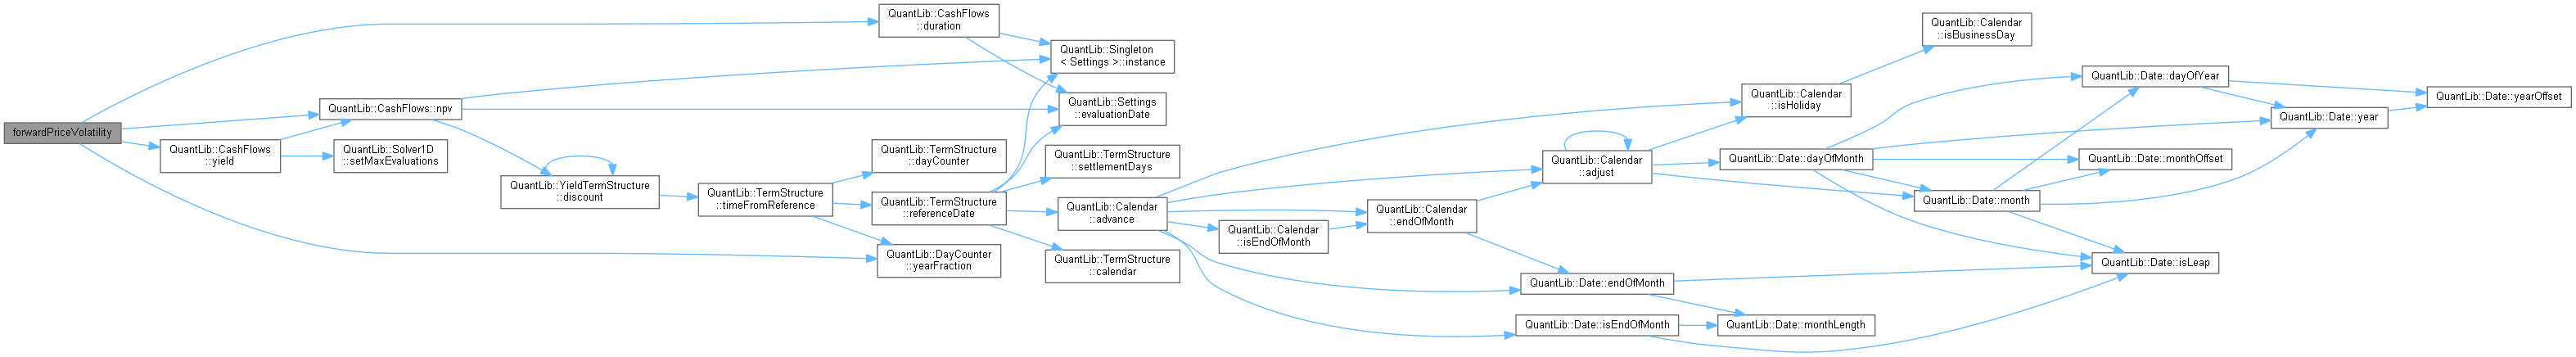 forwardPriceVolatility
QuantLib::CashFlows
::duration
QuantLib::CashFlows::npv
QuantLib::CashFlows
::yield
QuantLib::Solver1D
::setMaxEvaluations
QuantLib::YieldTermStructure
::discount
QuantLib::TermStructure
::timeFromReference
QuantLib::TermStructure
::dayCounter
QuantLib::TermStructure
::referenceDate
QuantLib::DayCounter
::yearFraction
QuantLib::Singleton
< Settings >::instance
QuantLib::Settings
::evaluationDate
QuantLib::TermStructure
::settlementDays
QuantLib::Calendar
::advance
QuantLib::TermStructure
::calendar
QuantLib::Calendar
::isEndOfMonth
QuantLib::Calendar
::endOfMonth
QuantLib::Calendar
::adjust
QuantLib::Date::endOfMonth
QuantLib::Date::isEndOfMonth
QuantLib::Calendar
::isHoliday
QuantLib::Date::dayOfMonth
QuantLib::Date::monthLength
QuantLib::Calendar
::isBusinessDay
QuantLib::Date::month
QuantLib::Date::dayOfYear
QuantLib::Date::monthOffset
QuantLib::Date::isLeap
QuantLib::Date::year
QuantLib::Date::yearOffset